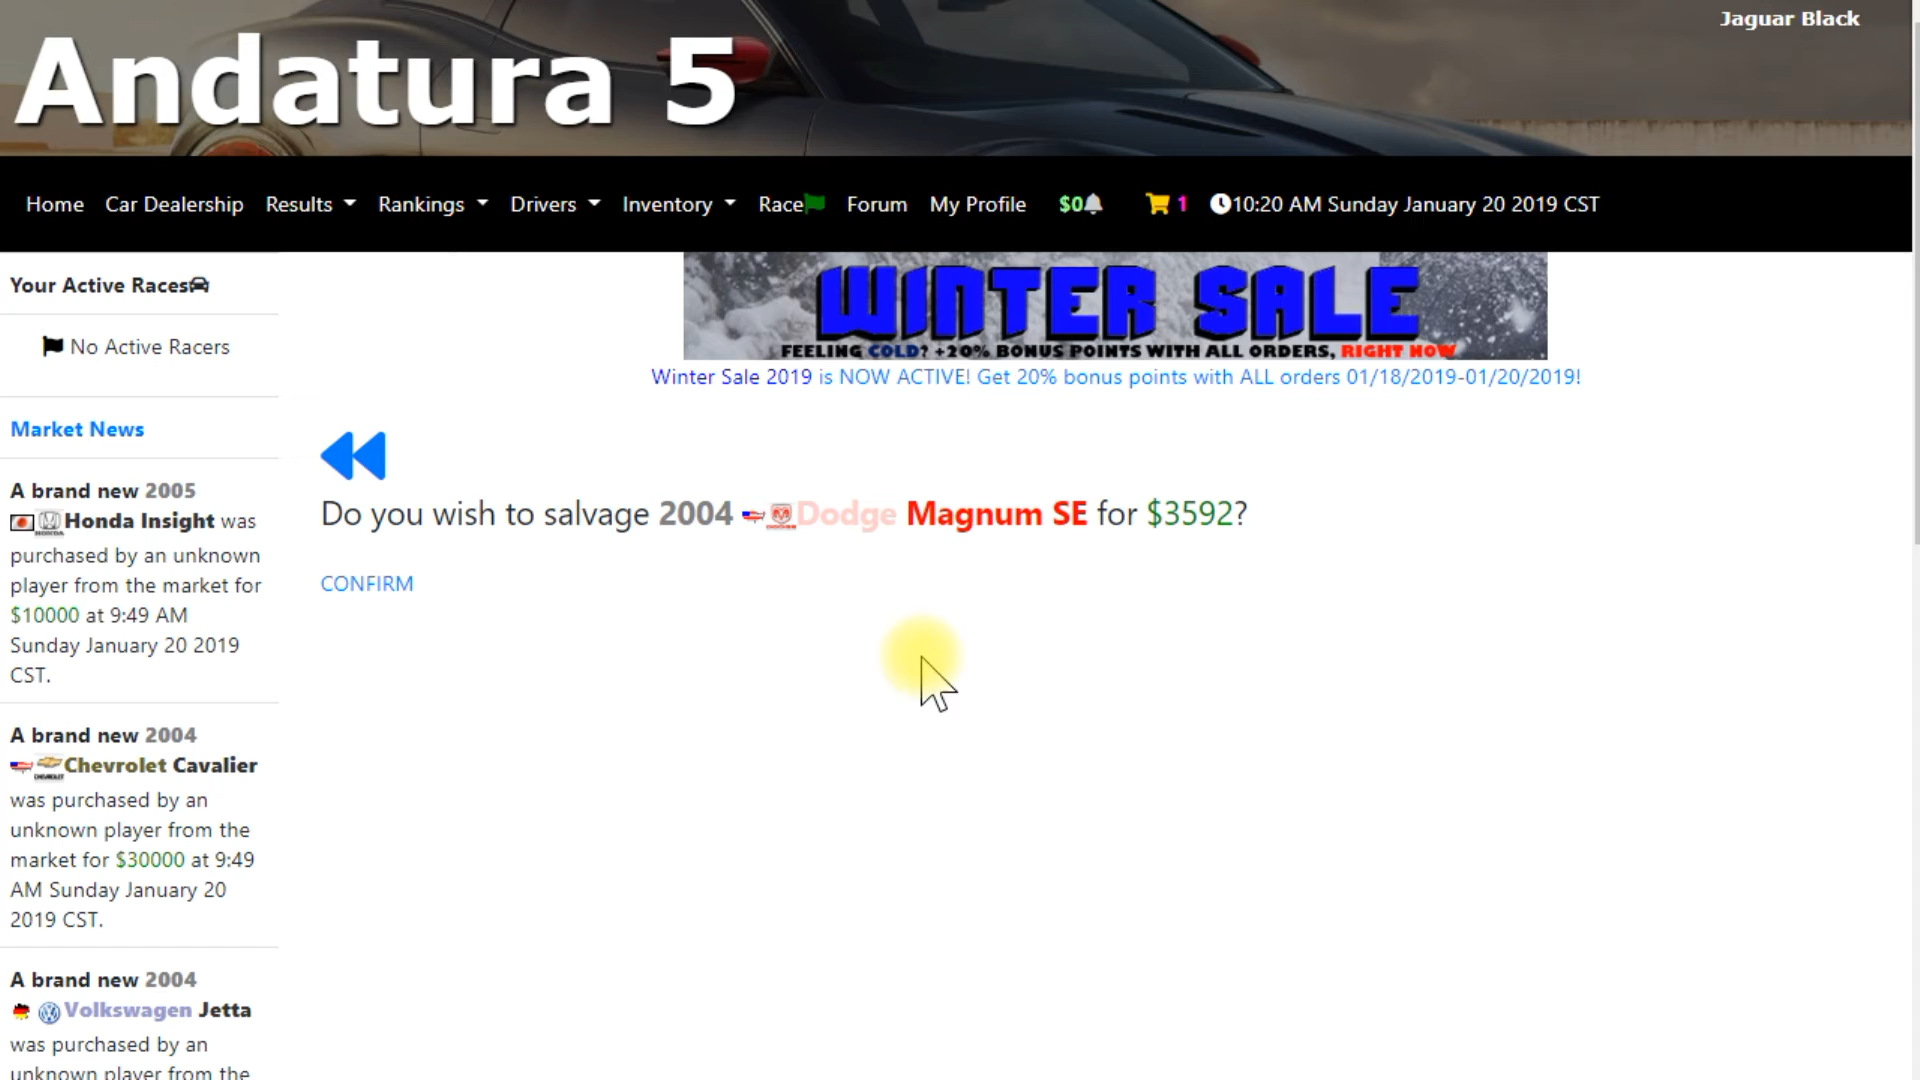 Jaguar Black
Andatura 5
Home Car Dealership Results Rankings Drivers Inventory Race Forum My Profile $0 1 10:20 AM Sunday January 20 2019 CST
Your Active Races
No Active Racers
Market News
A brand new 2005
Honda Insight was
purchased by an unknown
player from the market for
$10000 at 9:49 AM
Sunday January 20 2019
CST.
A brand new 2004
Chevrolet Cavalier
was purchased by an
unknown player from the
market for $30000 at 9:49
AM Sunday January 20
2019 CST.
A brand new 2004
Volkswagen Jetta
was purchased by an
unknown player from the
WINTER SALE
FEELING COLD? +20% BONUS POINTS WITH ALL ORDERS, RIGHT NOW
Winter Sale 2019 is NOW ACTIVE! Get 20% bonus points with ALL orders 01/18/2019-01/20/2019!
Do you wish to salvage 2004 Dodge Magnum SE for $3592?
CONFIRM